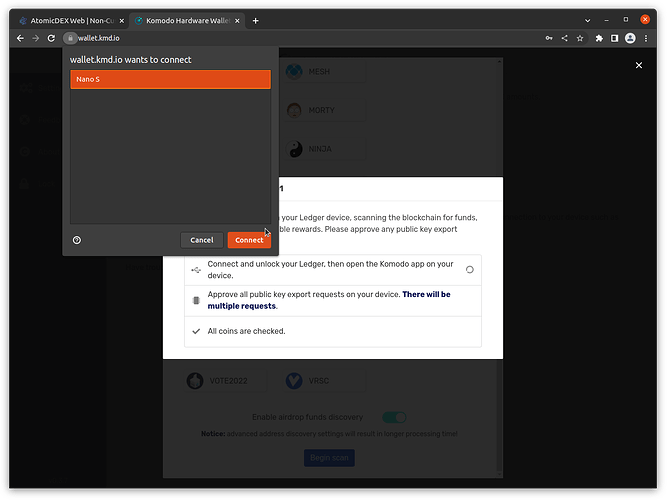 AtomicDEX Web | Non-Cu
Komodo Hardware Wallet
wallet.kmd.io
wallet.kmd.io wants to connect
Nano S
Cancel
Connect
MESH
MORTY
NINJA
1
your Ledger device, scanning the blockchain for funds,
ble rewards. Please approve any public key export
Connect and unlock your Ledger, then open the Komodo app on your
device.
Approve all public key export requests on your device. There will be
multiple requests.
All coins are checked.
VOTE2022
VRSC
Enable airdrop funds discovery
Notice: advanced address discovery settings will result in longer processing time!
Begin scan